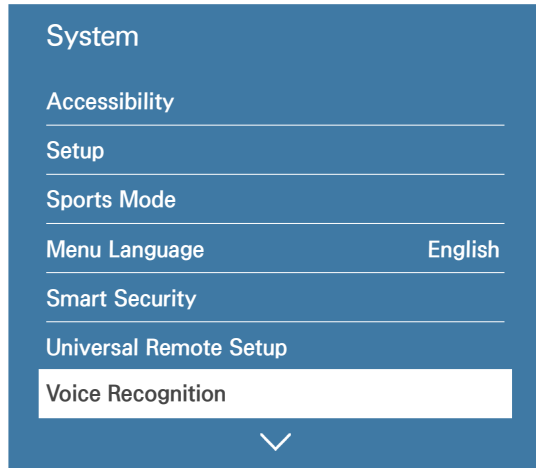 System
Accessibility
Setup
Sports Mode
Menu Language English
Smart Security
Universal Remote Setup
Voice Recognition